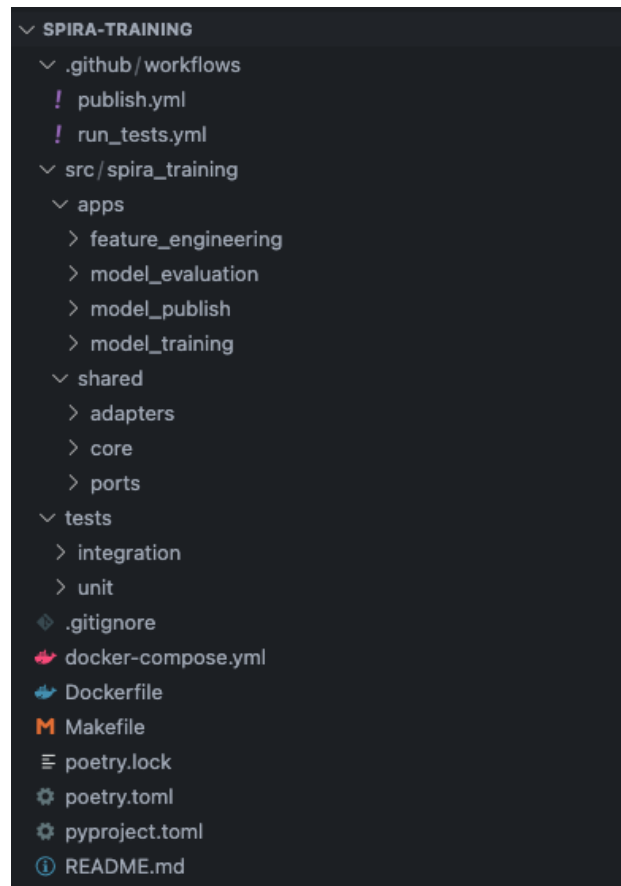 SPIRA-TRAINING
.github/workflows
! publish.yml
! run_tests.yml
src/spira_training
apps
feature_engineering
model_evaluation
model_publish
model_training
shared
adapters
core
ports
tests
integration
unit
.gitignore
docker-compose.yml
Dockerfile
M Makefile
poetry.lock
poetry.toml
pyproject.toml
README.md